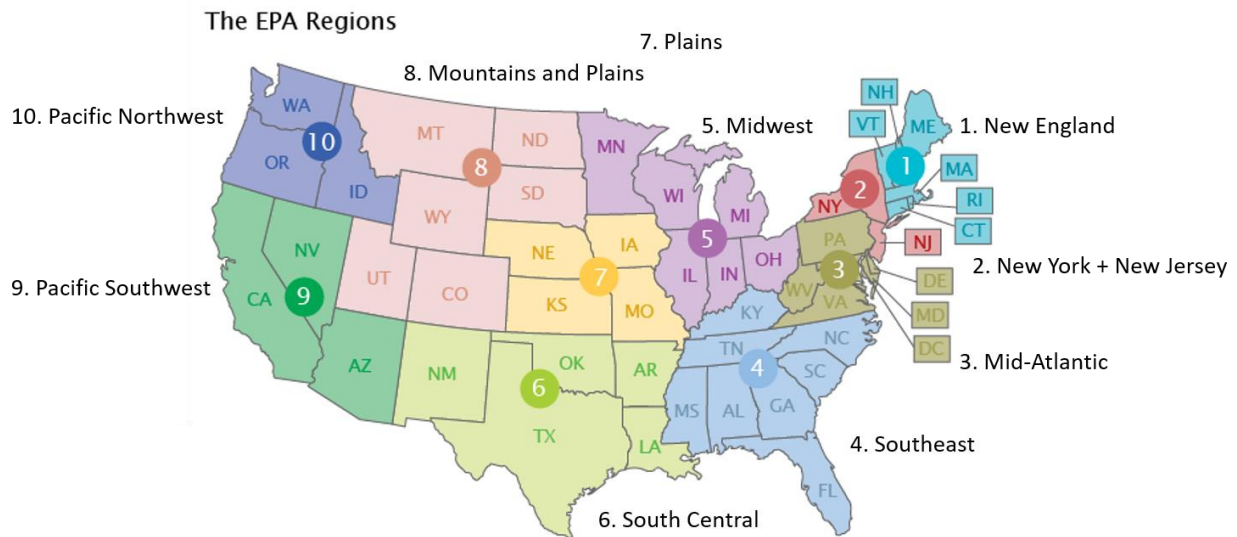 The EPA Regions
7. Plains
8. Mountains and Plains
10. Pacific Northwest
5. Midwest
1. New England
9. Pacific Southwest
2. New York + New Jersey
3. Mid-Atlantic
4. Southeast
6. South Central
WA
OR
ID
10
MT
ND
SD
WY
UT
CO
8
MN
WI
MI
IL
IN
OH
5
NH
VT
ME
MA
RI
CT
1
NY
NJ
2
PA
WV
VA
DE
MD
DC
3
NV
CA
AZ
9
NE
IA
KS
MO
7
NM
OK
AR
TX
LA
6
KY
TN
NC
SC
MS
AL
GA
FL
4